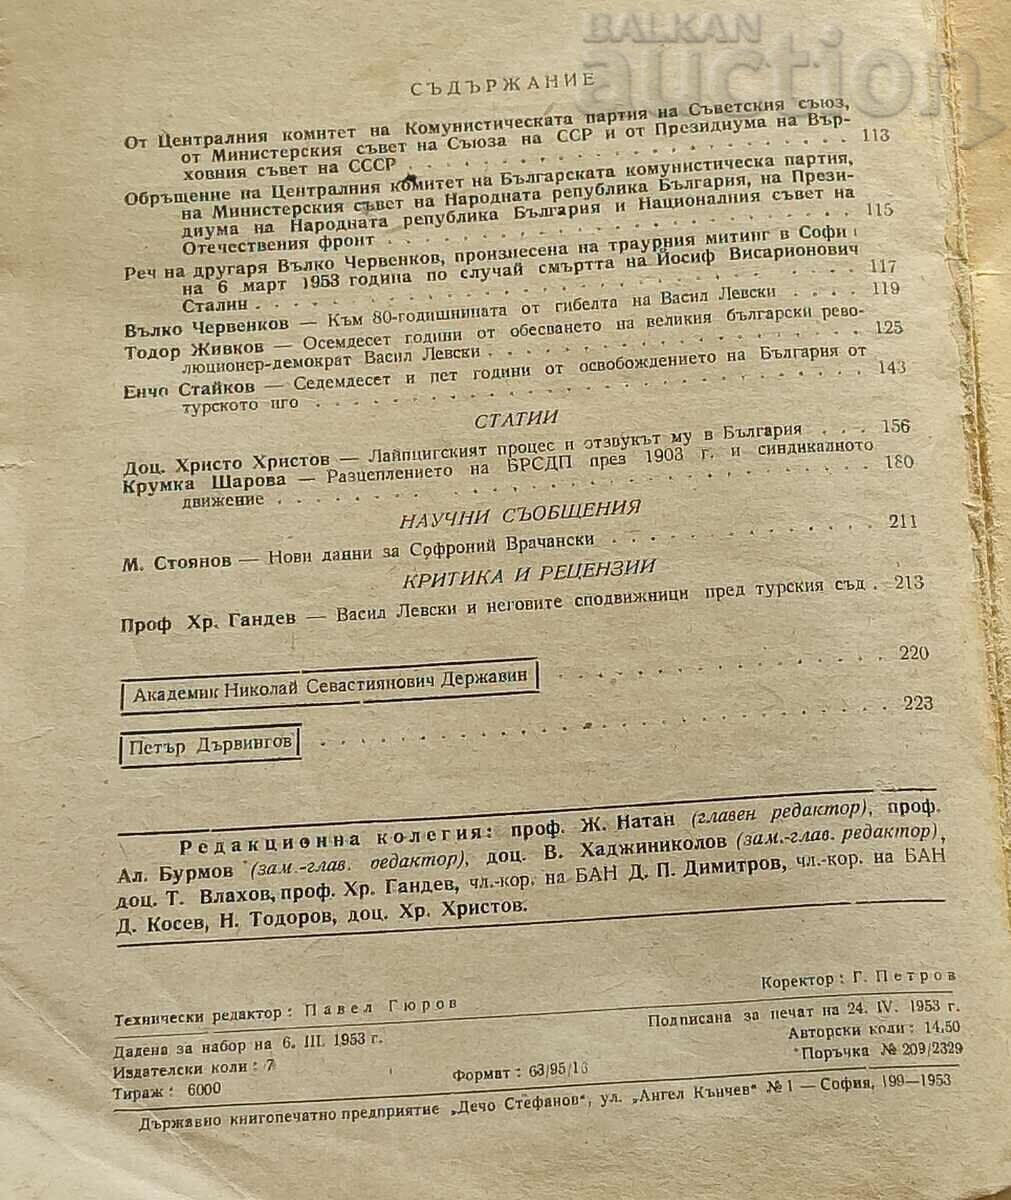 BALKAN
auction
СЪДЪРЖАНИЕ
От Централния комитет на Комунистическата партия на Съветския съюз,
от Министерския съвет на Съюза на ССР и от Президиума на Вър-
ховния съвет на СССР . . . . . . . . . . . . . . . . 113
Обръщение на Централния комитет на Българската комунистическа партия,
на Министерския съвет на Народната република България, на Прези-
диума на Народната република България и Националния съвет на
Отечествения фронт . . . . . . . . . . . . . . . . 115
Реч на другаря Вълко Червенков, произнесена на траурния митинг в Софи
на 6 март 1953 година по случай смъртта на Йосиф Висарионович
Сталин . . . . . . . . . . . . . . . . 117
Вълко Червенков — Към 80-годишнината от гибелта на Васил Левски . . . . 119
Тодор Живков — Осемдесет години от обесването на великия български рево-
люционер-демократ Васил Левски . . . . . . . . . . . . 125
Енчо Стайков — Седемдесет и пет години от освобождението на България от
турското иго . . . . . . . . . . . . . . . . 143
СТАТИИ
Доц. Христо Христов — Лайпцигският процес и отзвукът му в България . . . 156
Крумка Шарова — Разцеплението на БРСДП през 1903 г. и синдикалното
движение . . . . . . . . . . . . . . . . 180
НАУЧНИ СЪОБЩЕНИЯ
М. Стоянов — Нови данни за Софроний Врачански . . . . . . . . 211
КРИТИКА И РЕЦЕНЗИИ
Проф Хр. Гандев — Васил Левски и неговите сподвижници пред турския съд . 213
Академик Николай Севастиянович Державин . . . . . . . . . . 220
Петър Дървингов . . . . . . . . . . . . . . . . 223
Редакционна колегия: проф. Ж. Натан (главен редактор), проф.
Ал. Бурмов (зам.-глав. редактор), доц. В. Хаджиниколов (зам.-глав. редактор),
доц. Т. Влахов, проф. Хр. Гандев, чл.-кор. на БАН Д. П. Димитров, чл.-кор. на БАН
Д. Косев, Н. Тодоров, доц. Хр. Христов.
Технически редактор: Павел Гюров
Коректор: Г. Петров
Дадена за набор на 6. III. 1953 г.
Подписана за печат на 24. IV. 1953 г.
Издателски коли: 7
Авторски коли: 14,50
Тираж: 6000
Формат: 63/95/16
Поръчка № 209/2329
Държавно книгопечатно предприятие „Дечо Стефанов“, ул. „Ангел Кънчев“ № 1 — София, 199—1953